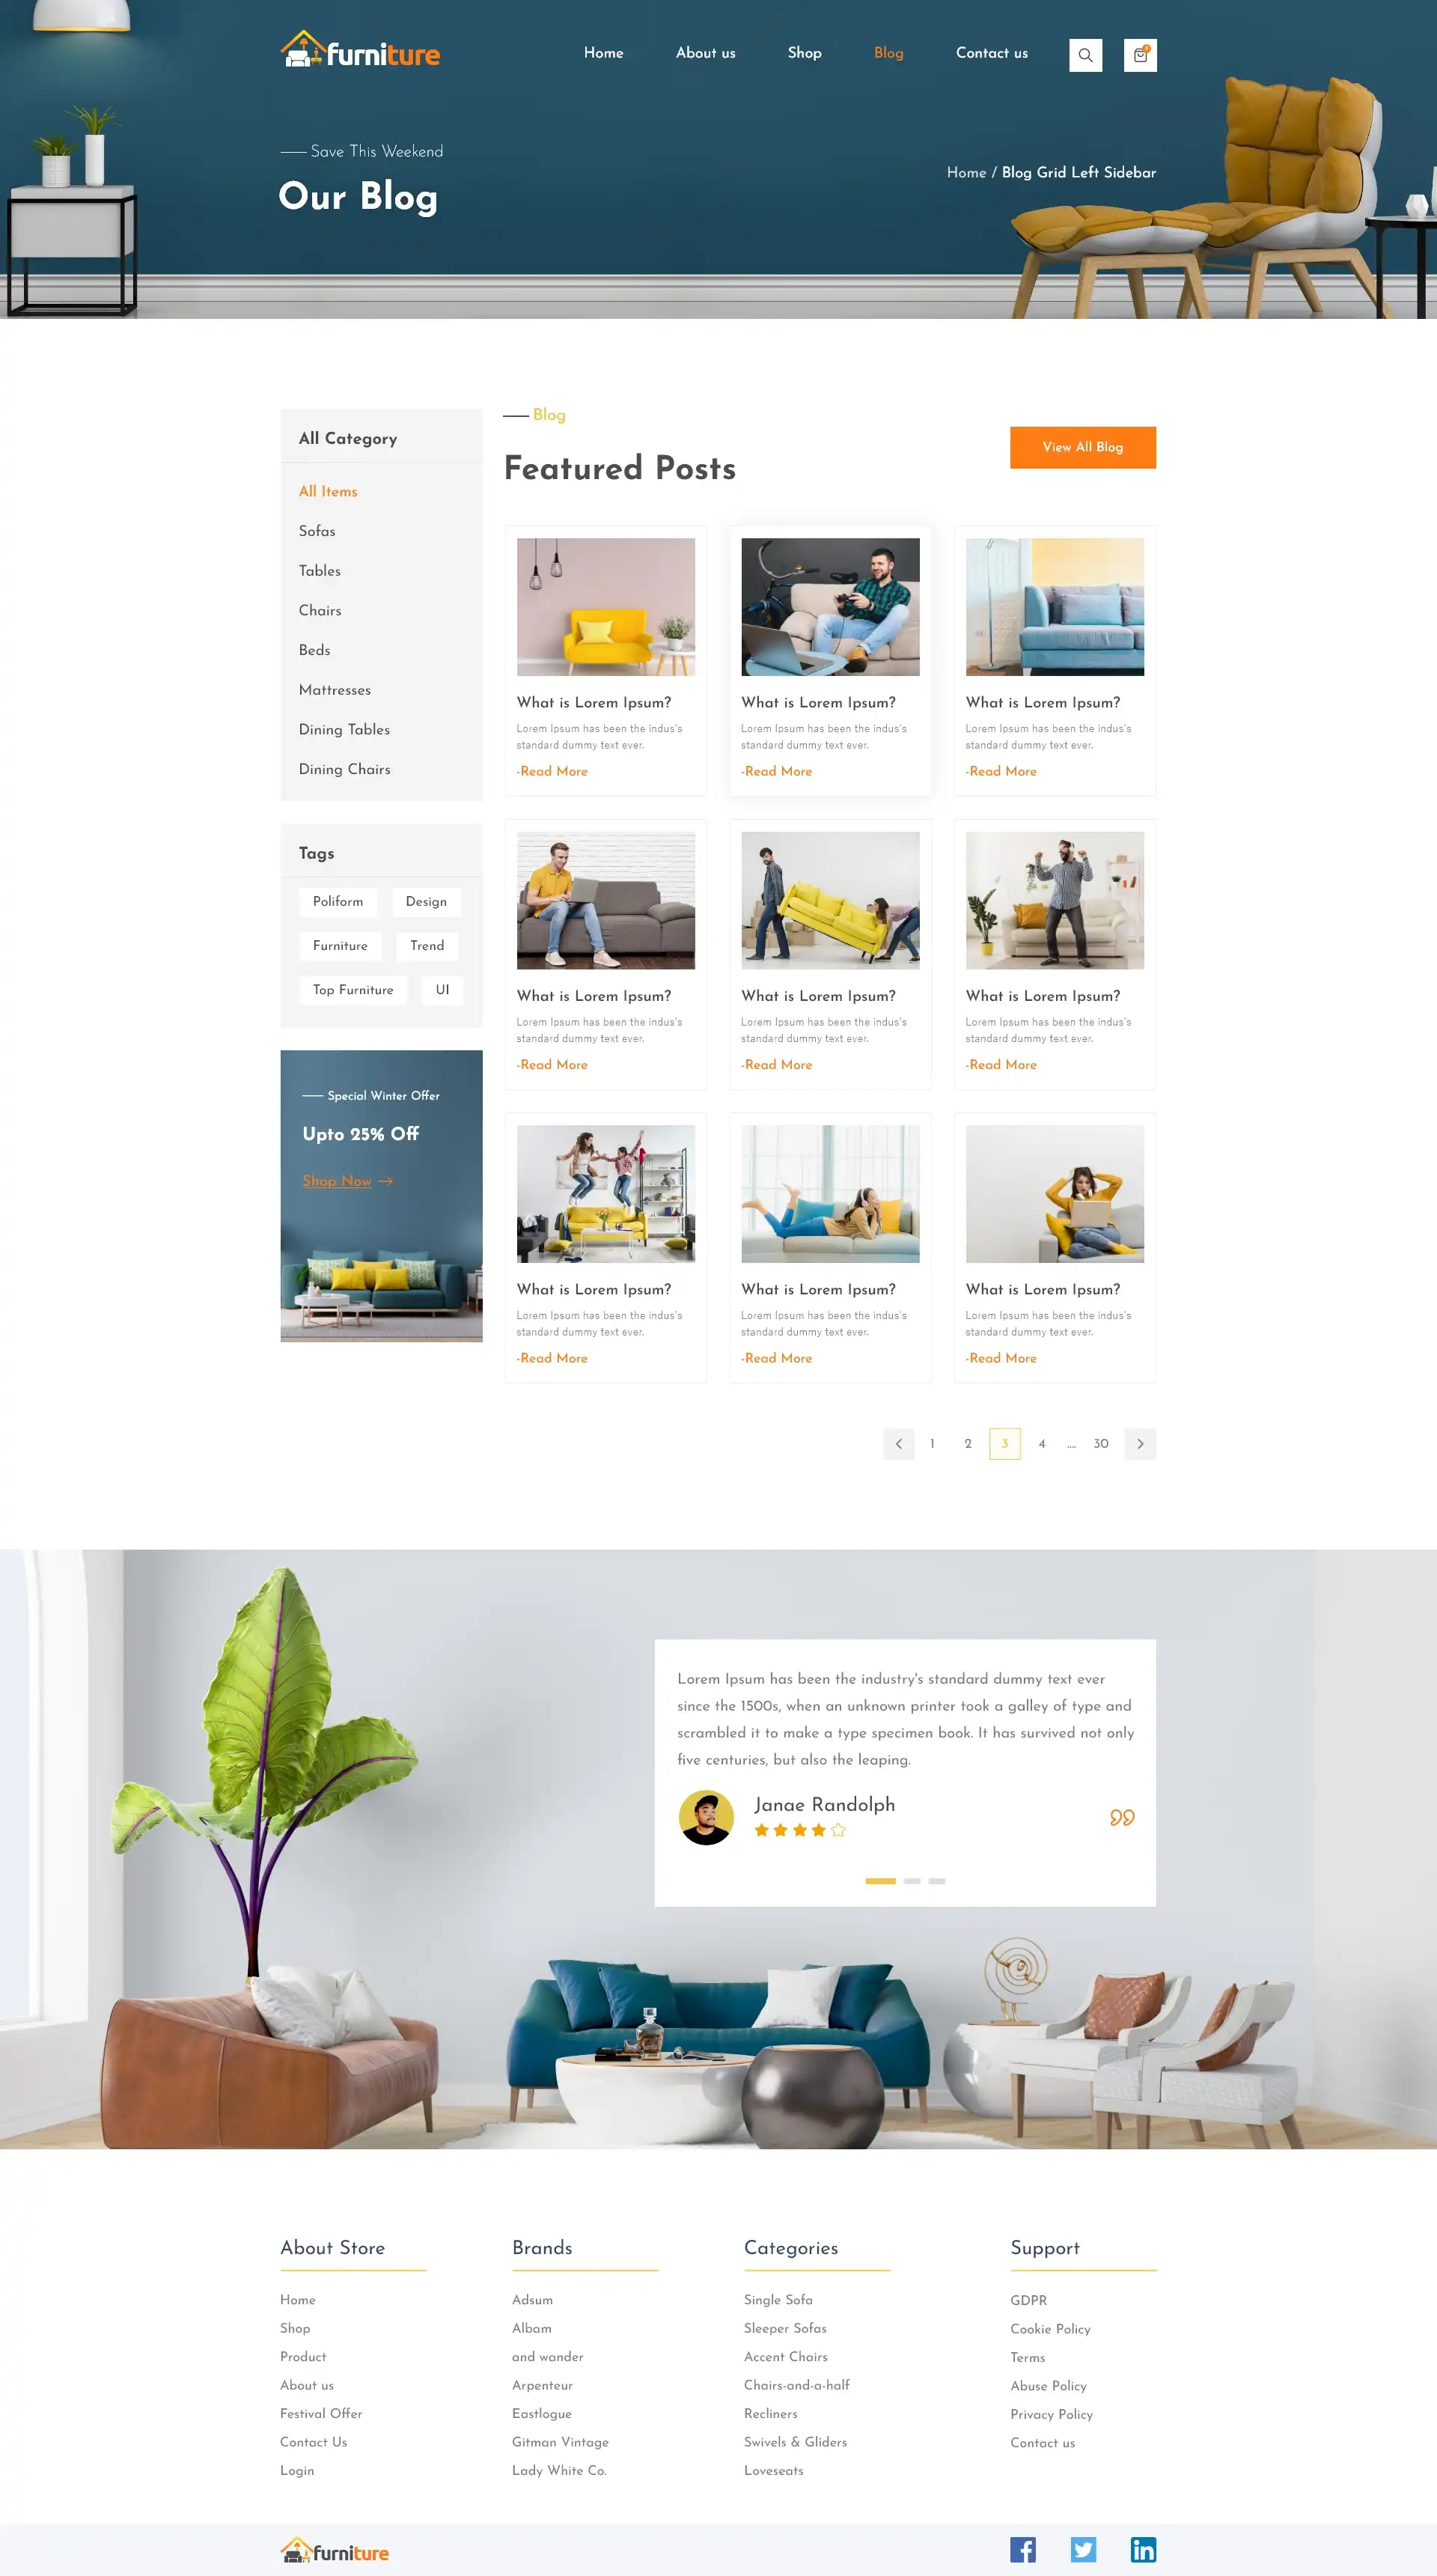 furniture
Home About us Shop Blog Contact us
Save This Weekend
Our Blog
Home / Blog Grid Left Sidebar
All Category
All Items
Sofas
Tables
Chairs
Beds
Mattresses
Dining Tables
Dining Chairs
Tags
Poliform Design
Furniture Trend
Top Furniture UI
Special Winter Offer
Upto 25% Off
Shop Now
Blog
Featured Posts
View All Blog
What is Lorem Ipsum?
Lorem Ipsum has been the indus's
standard dummy text ever.
-Read More
What is Lorem Ipsum?
Lorem Ipsum has been the indus's
standard dummy text ever.
-Read More
What is Lorem Ipsum?
Lorem Ipsum has been the indus's
standard dummy text ever.
-Read More
What is Lorem Ipsum?
Lorem Ipsum has been the indus's
standard dummy text ever.
-Read More
What is Lorem Ipsum?
Lorem Ipsum has been the indus's
standard dummy text ever.
-Read More
What is Lorem Ipsum?
Lorem Ipsum has been the indus's
standard dummy text ever.
-Read More
What is Lorem Ipsum?
Lorem Ipsum has been the indus's
standard dummy text ever.
-Read More
What is Lorem Ipsum?
Lorem Ipsum has been the indus's
standard dummy text ever.
-Read More
What is Lorem Ipsum?
Lorem Ipsum has been the indus's
standard dummy text ever.
-Read More
1 2 3 4 .... 30
Lorem Ipsum has been the industry's standard dummy text ever
since the 1500s, when an unknown printer took a galley of type and
scrambled it to make a type specimen book. It has survived not only
five centuries, but also the leaping.
Janae Randolph
About Store
Home
Shop
Product
About us
Festival Offer
Contact Us
Login
Brands
Adsum
Albam
and wander
Arpenteur
Eastlogue
Gitman Vintage
Lady White Co.
Categories
Single Sofa
Sleeper Sofas
Accent Chairs
Chairs-and-a-half
Recliners
Swivels & Gliders
Loveseats
Support
GDPR
Cookie Policy
Terms
Abuse Policy
Privacy Policy
Contact us
furniture